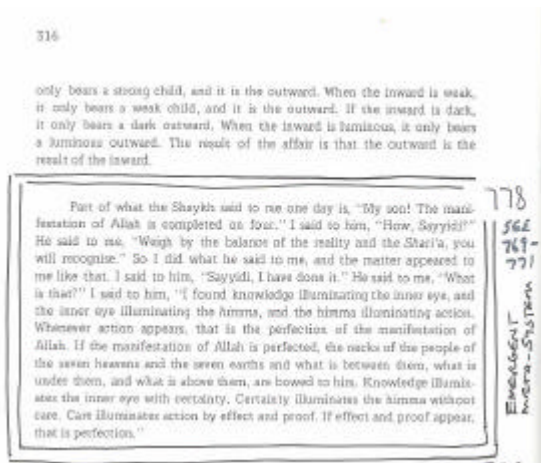 316
only bears a strong child, and it is the outward. When the inward is weak,
it only bears a weak child, and it is the outward. If the inward is dark,
it only bears a dark outward. When the inward is luminous, it only bears
a luminous outward. The result of the affair is that the outward is the
result of the inward.
Part of what the Shaykh said to me one day is, "My son! The mani-
festation of Allah is completed on four." I said to him, "How, Sayyidi?"
He said to me, "Weigh by the balance of the reality and the Shari'a, you
will recognise." So I did what he said to me, and the matter appeared to
me like that. I said to him, "Sayyidi, I have done it." He said to me, "What
is that?" I said to him, "I found knowledge illuminating the inner eye, and
the inner eye illuminating the himma, and the himma illuminating action.
Whenever action appears, that is the perfection of the manifestation of
Allah. If the manifestation of Allah is perfected, the necks of the people of
the seven heavens and the seven earths and what is between them, what is
under them, and what is above them, are bowed to him. Knowledge illumin-
ates the inner eye with certainty. Certainty illuminates the himma without
care. Care illuminates action by effect and proof. If effect and proof appear,
that is perfection."
778
SEE
769-
771
EMERGENT
META-SYSTEM